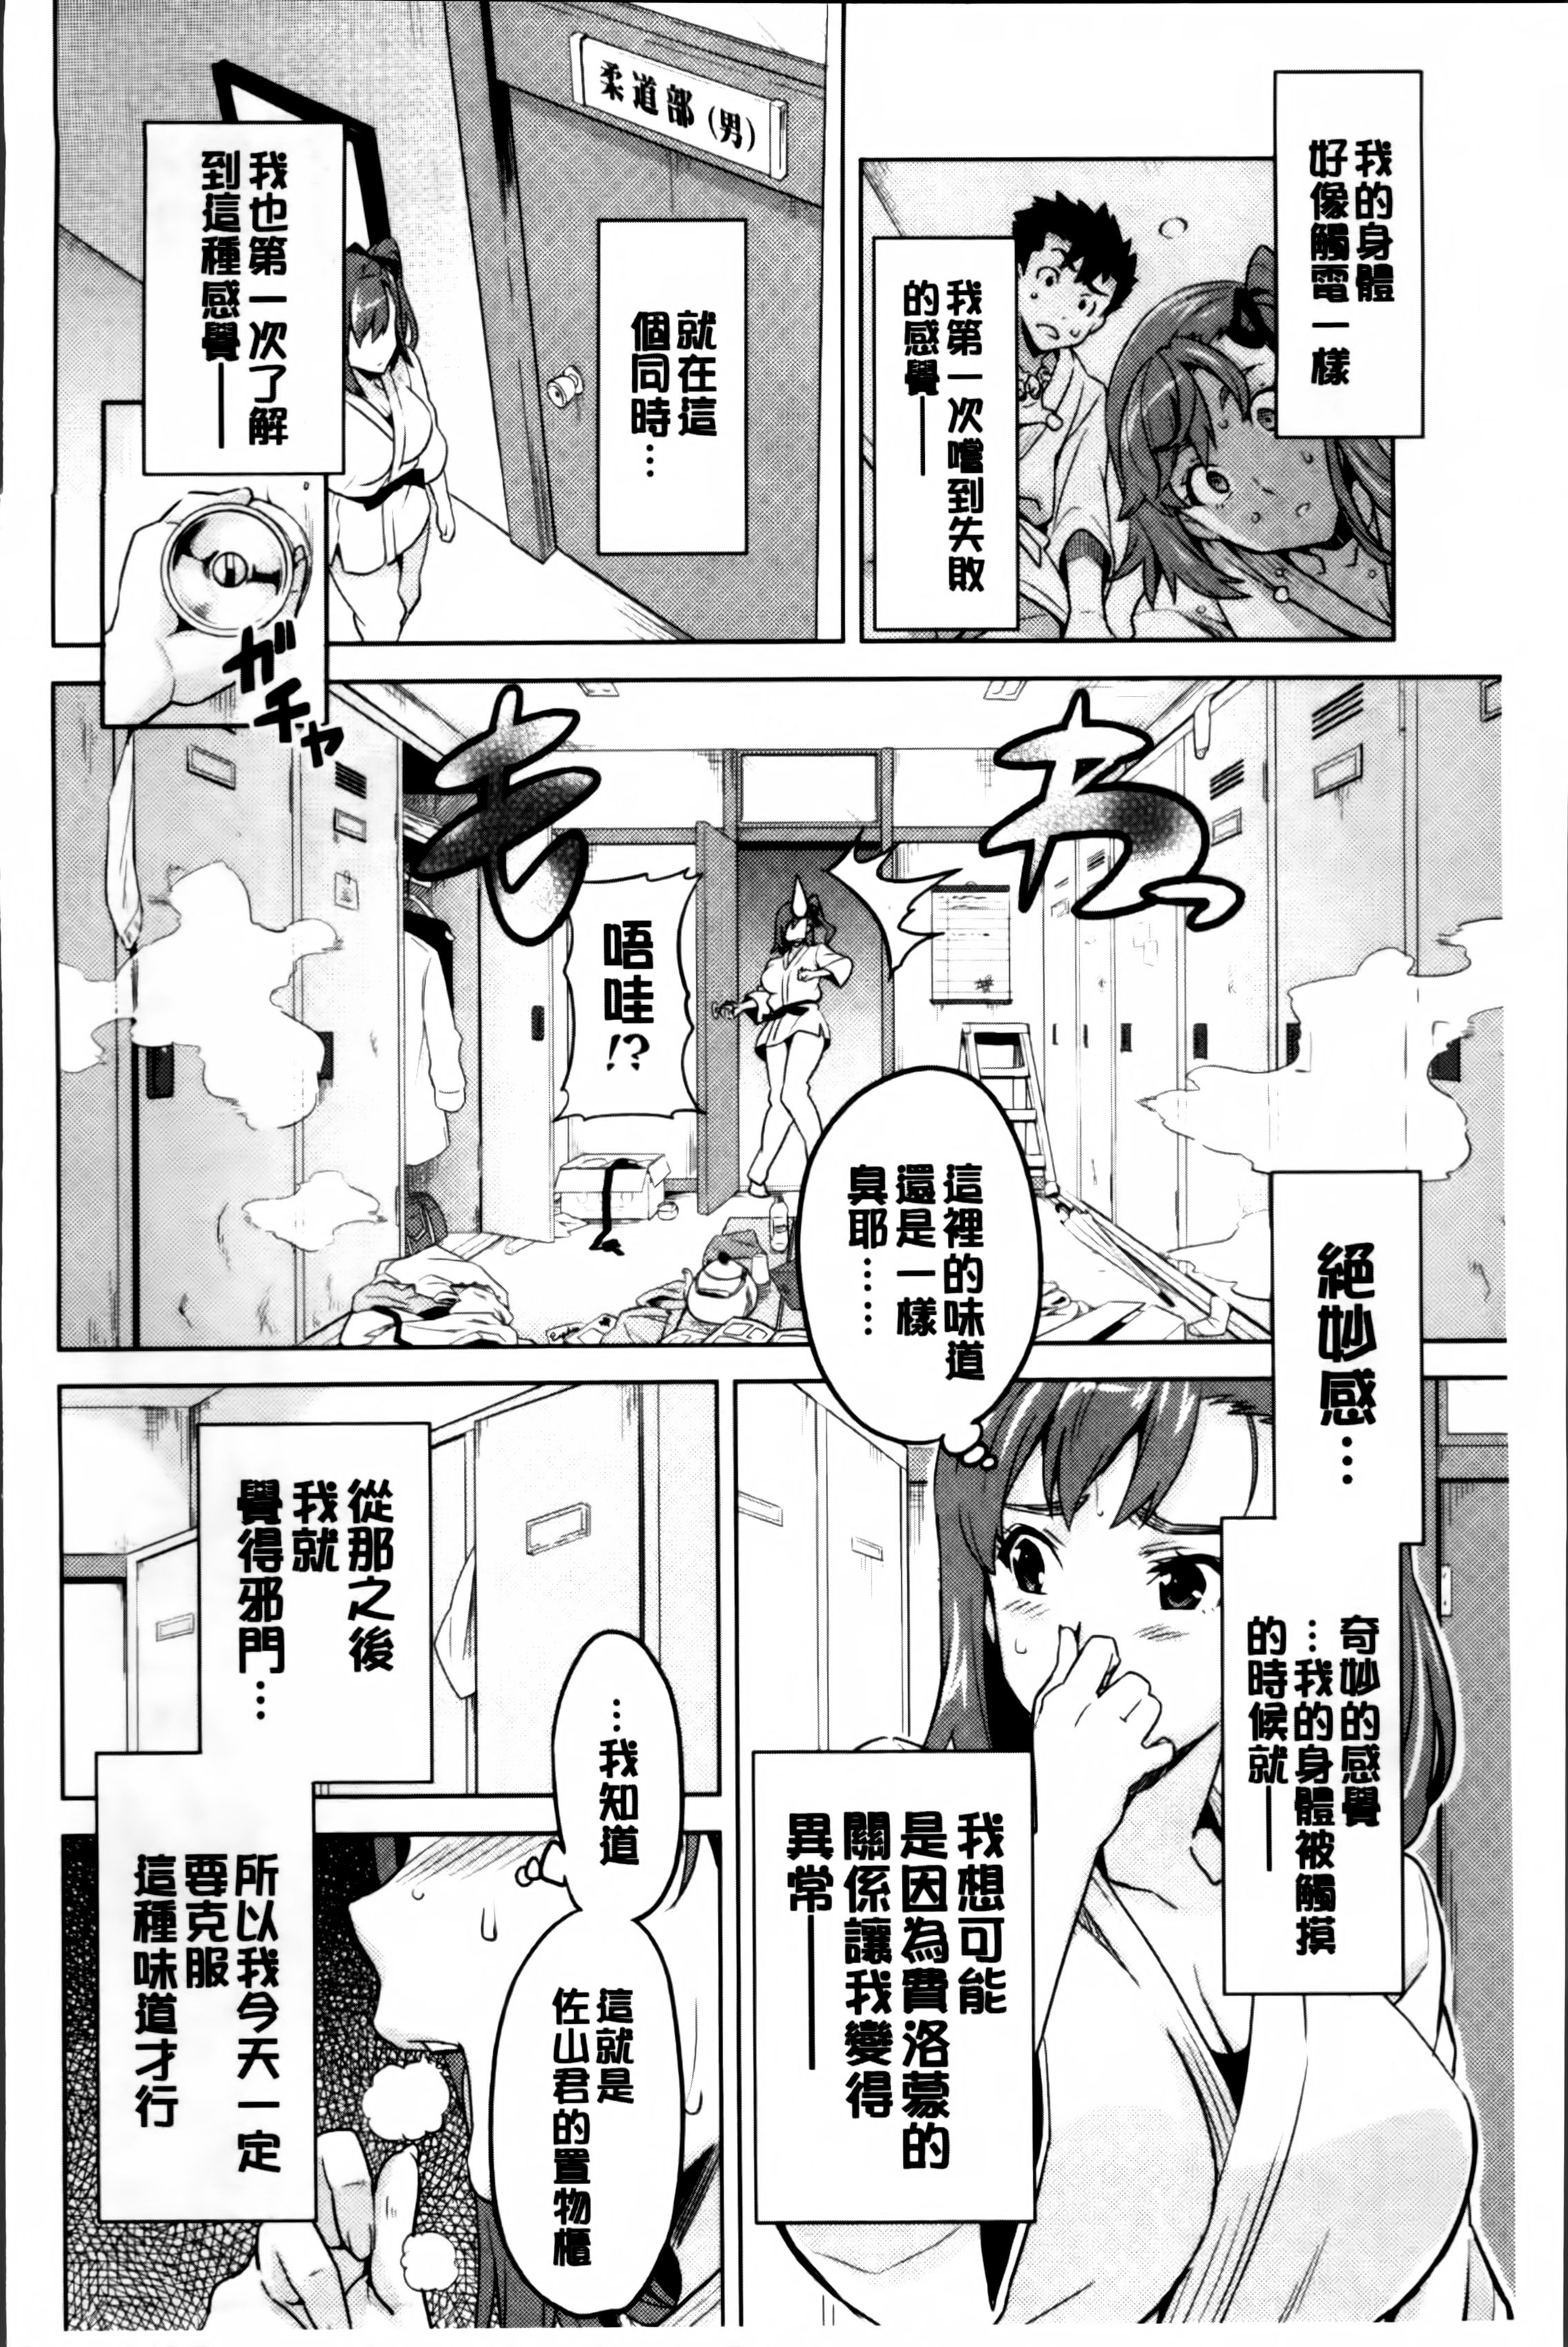 我的身體
好像觸電一樣
我第一次嚐到失敗
的感覺——
柔道部(男)
就在這
個同時…
我也第一次了解
到這種感覺——
ガチャ
もわっ
唔哇!?
這裡的味道
還是一樣
臭耶……
絕妙感…
奇妙的感覺
…我的身體被觸摸
的時候就——
我想可能
是因為費洛蒙的
關係讓我變得
異常——
從那之後
我就
覺得邪門…
…我知道
這就是
佐山君的置物櫃
所以我今天一定
要克服
這種味道才行